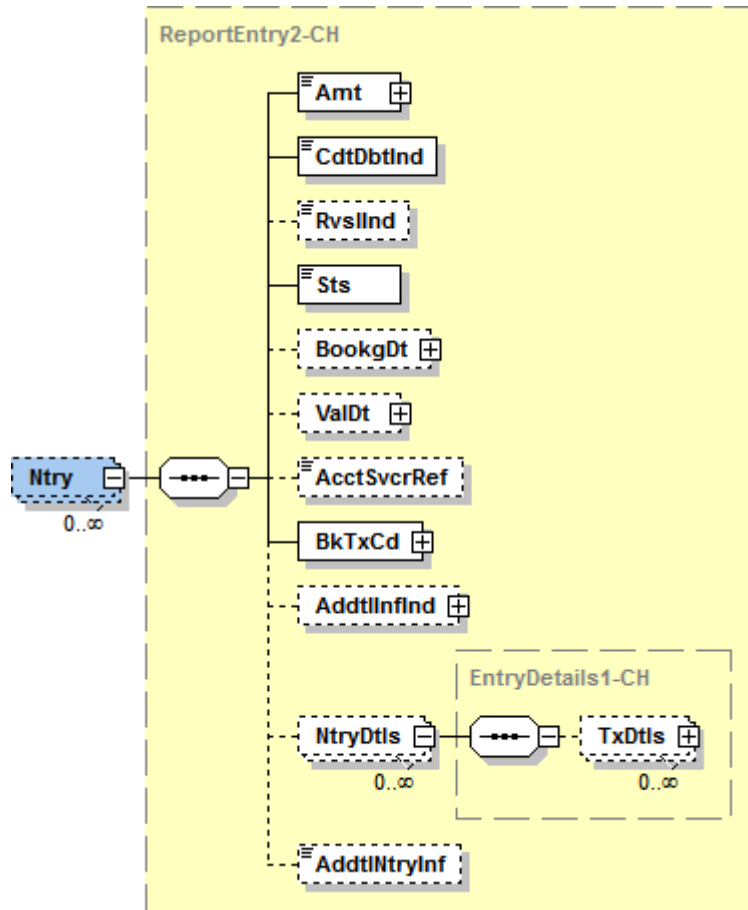 ReportEntry2-CH
Amt
CdtDbtInd
RvslInd
Sts
BookgDt
ValDt
Ntry
0..∞
AcctSvcrRef
BkTxCd
AddtlInfInd
EntryDetails1-CH
NtryDtls
0..∞
TxDtls
0..∞
AddtlNtryInf